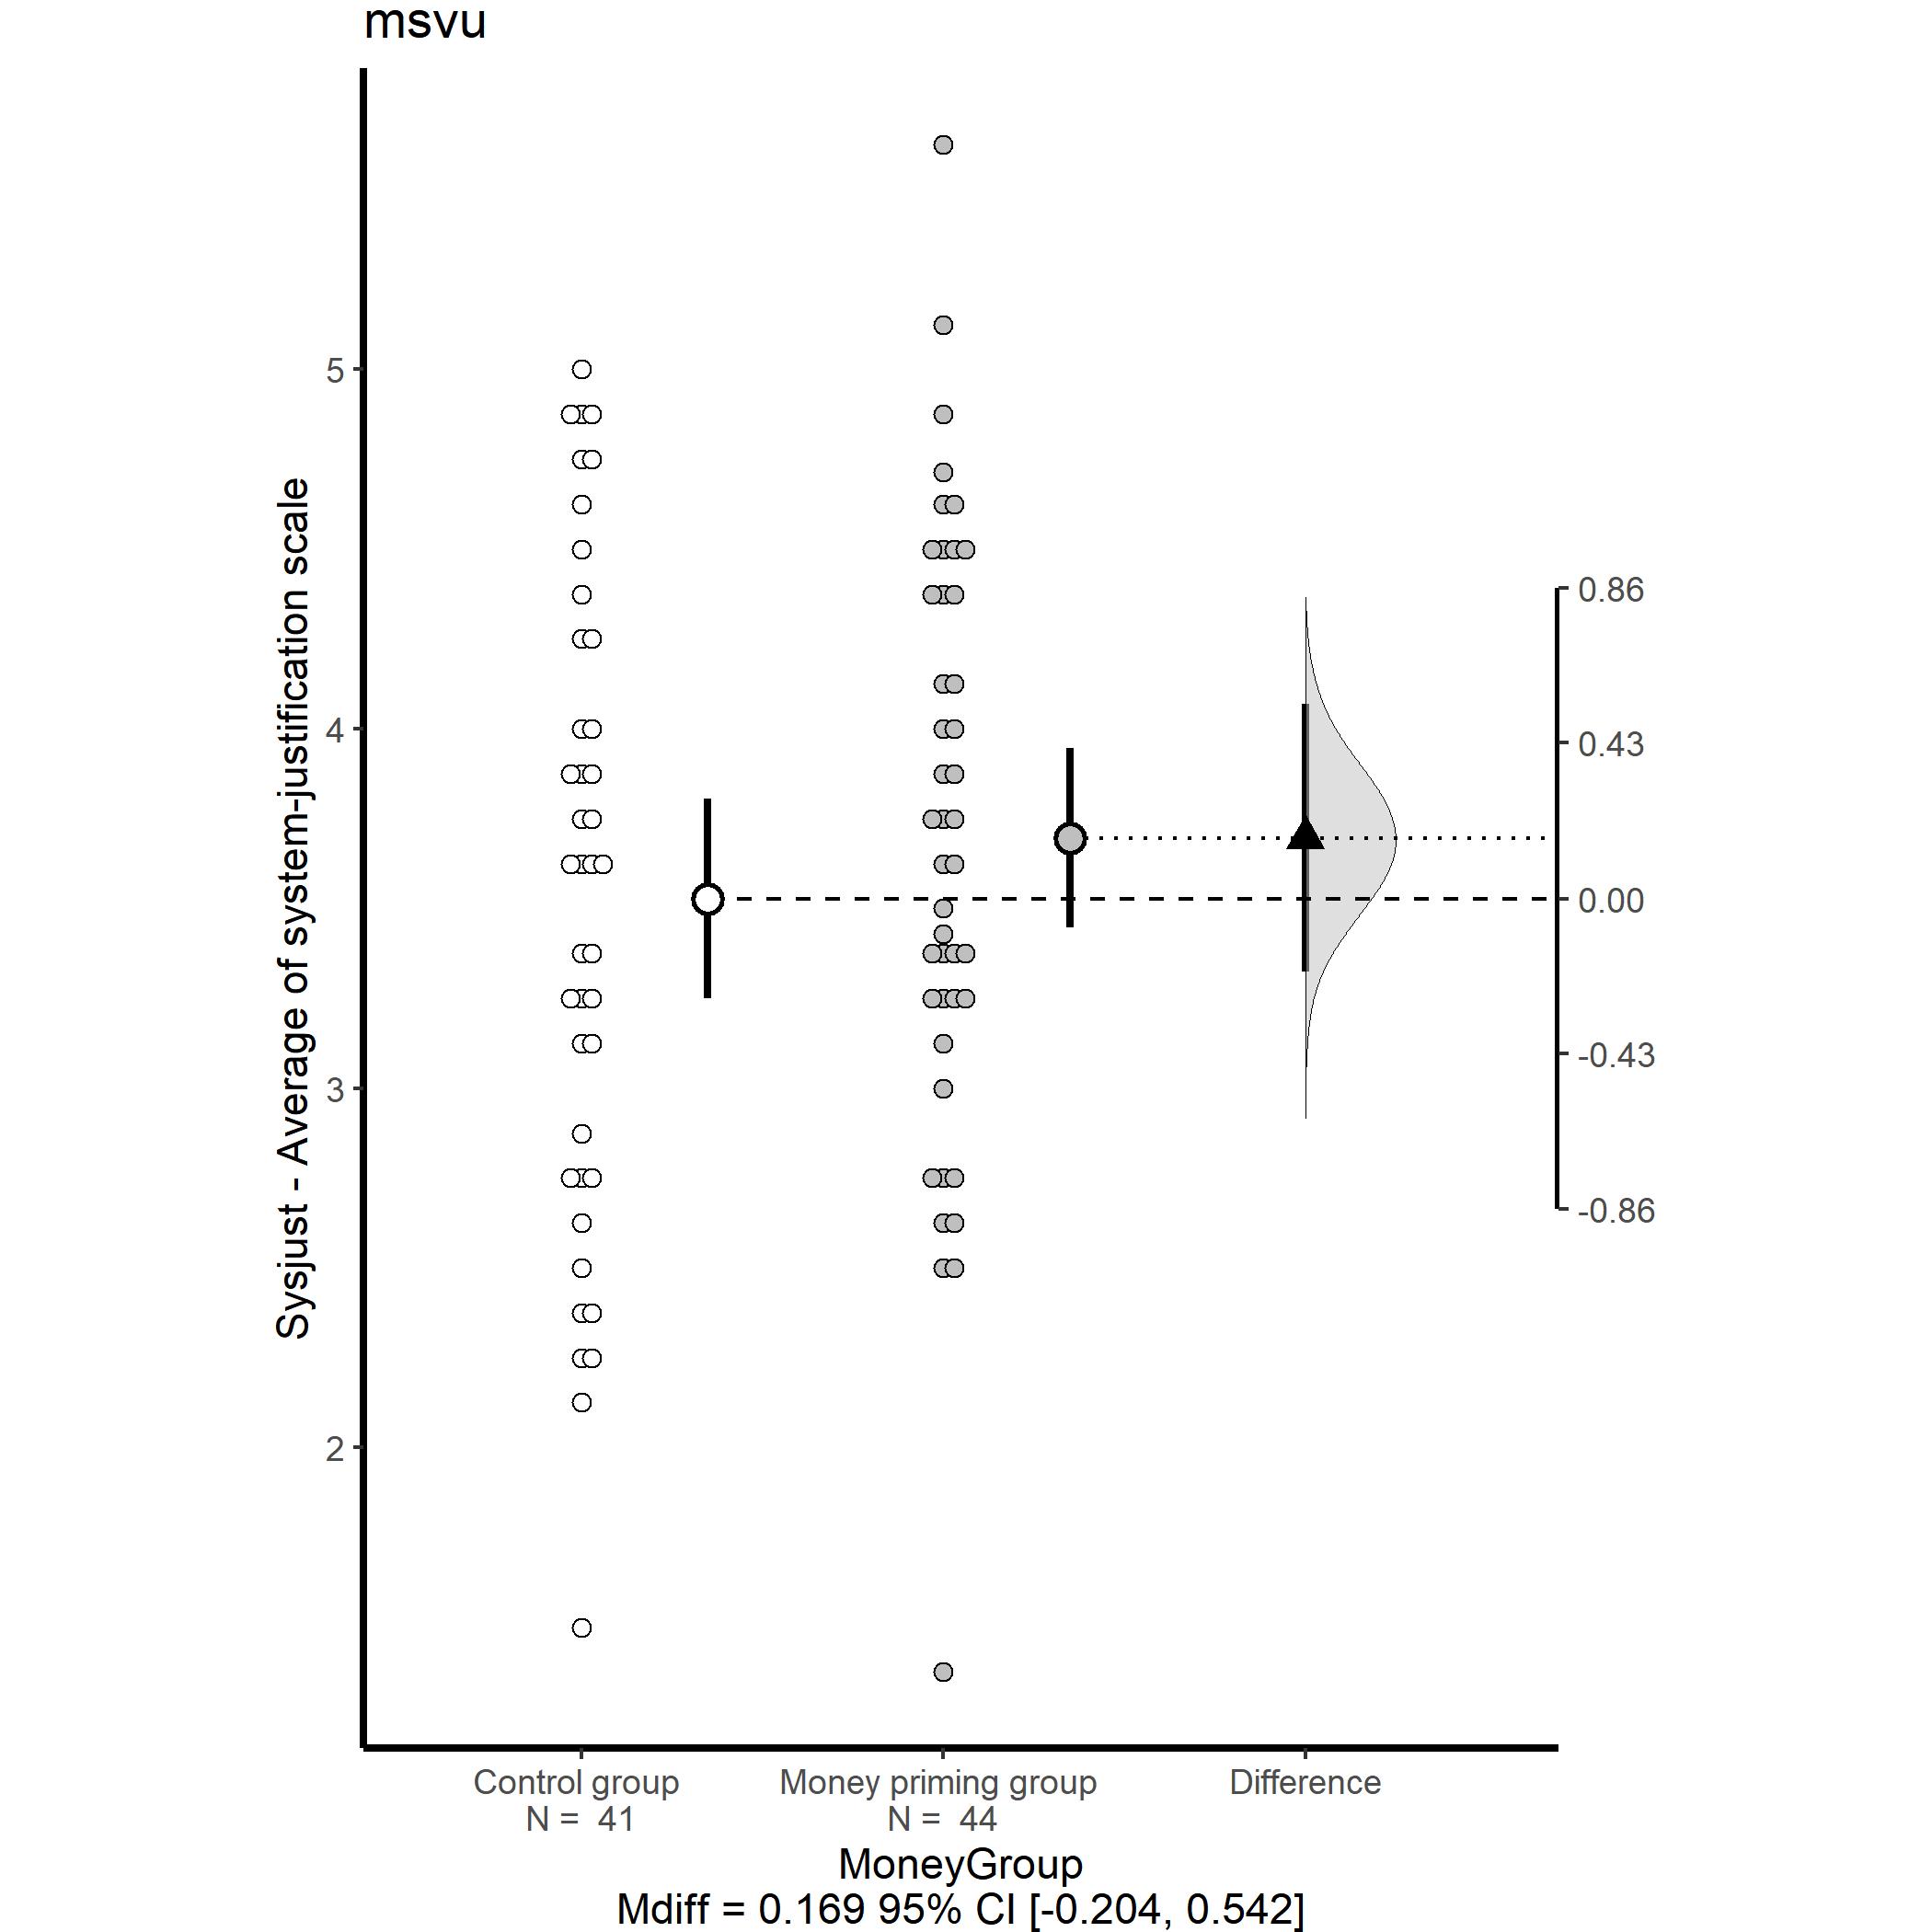 msvu
Sysjust - Average of system-justification scale
5
4
3
2
0.86
0.43
0.00
-0.43
-0.86
Control group
N =  41
Money priming group
N =  44
Difference
MoneyGroup
Mdiff = 0.169 95% CI [-0.204, 0.542]